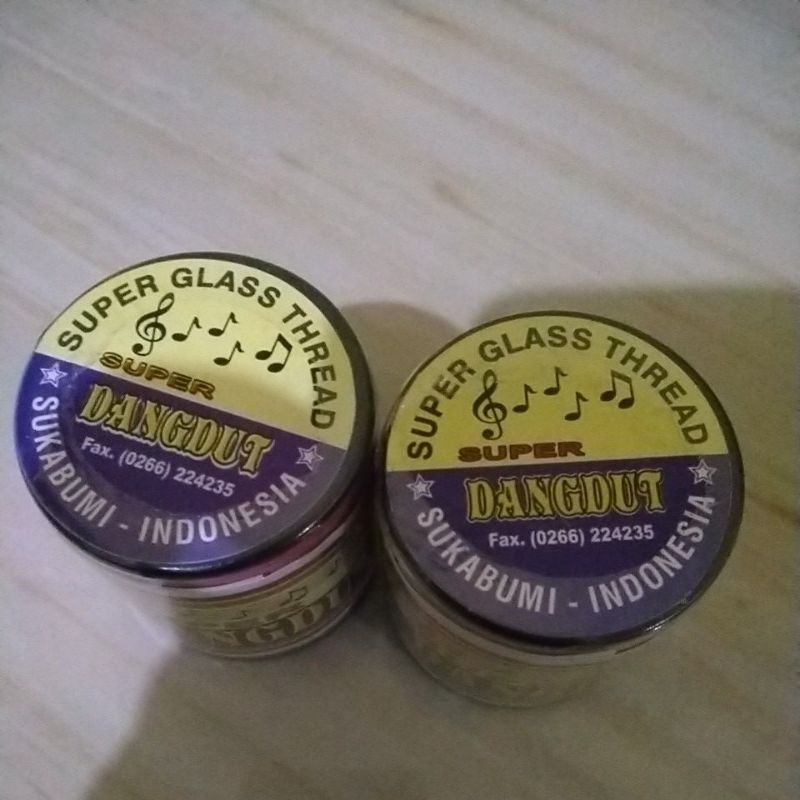 SUPER GLASS THREAD
SUPER
DANGDUT
Fax. (0266) 224235
SUKABUMI - INDONESIA
SUPER GLASS THREAD
SUPER
DANGDUT
Fax. (0266) 224235
SUKABUMI - INDONESIA